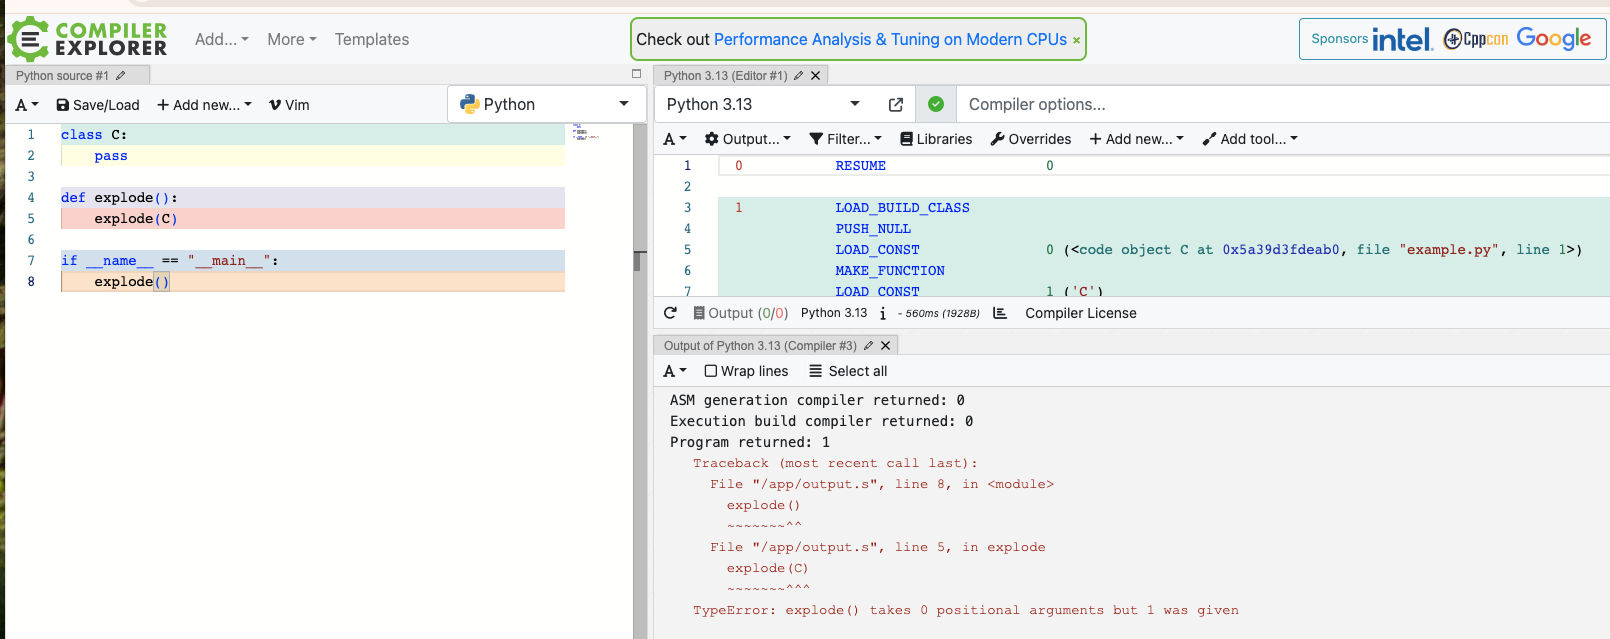 COMPILER
EXPLORER
Add...
More
Templates
Check out Performance Analysis & Tuning on Modern CPUs ×
Sponsors intel. Cppcon Google
Python source #1
A Save/Load + Add new... Vim
Python
1 class C:
2     pass
3
4 def explode():
5     explode(C)
6
7 if __name__ == "__main__":
8     explode()
Python 3.13 (Editor #1)
Python 3.13
Compiler options...
A Output... Filter... Libraries Overrides + Add new... Add tool...
1 0 RESUME 0
2
3 1 LOAD_BUILD_CLASS
4 PUSH_NULL
5 LOAD_CONST 0 (<code object C at 0x5a39d3fdeab0, file "example.py", line 1>)
6 MAKE_FUNCTION
7 LOAD_CONST 1 ('C')
Output (0/0) Python 3.13 i - 560ms (1928B) Compiler License
Output of Python 3.13 (Compiler #3)
A Wrap lines Select all
ASM generation compiler returned: 0
Execution build compiler returned: 0
Program returned: 1
Traceback (most recent call last):
File "/app/output.s", line 8, in <module>
explode()
~~~~~~~^^
File "/app/output.s", line 5, in explode
explode(C)
~~~~~~~^^^
TypeError: explode() takes 0 positional arguments but 1 was given